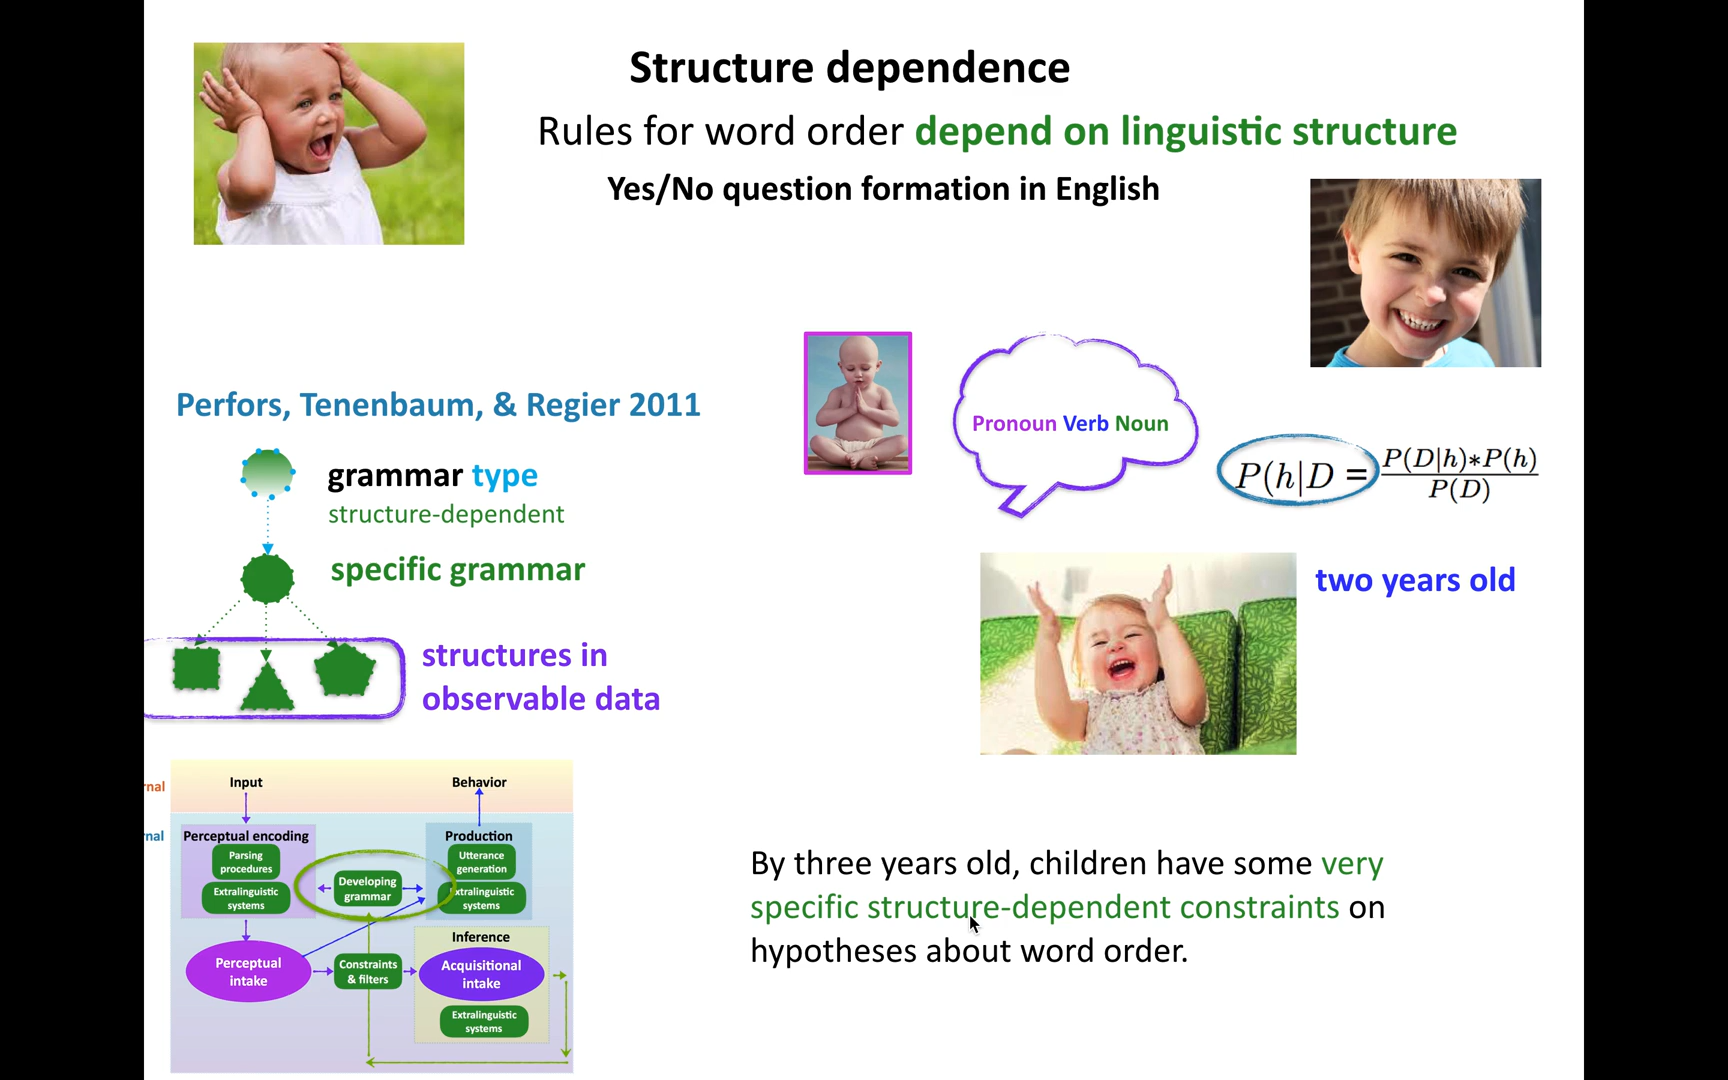 Structure dependence
Rules for word order depend on linguistic structure
Yes/No question formation in English
Perfors, Tenenbaum, & Regier 2011
grammar type
structure-dependent
specific grammar
structures in
observable data
Pronoun Verb Noun
P(h|D = P(D|h)*P(h)
P(D)
two years old
By three years old, children have some very
specific structure-dependent constraints on
hypotheses about word order.
rnal
rnal
Input
Behavior
Perceptual encoding
Parsing
procedures
Extralinguistic
systems
Developing
grammar
Production
Utterance
generation
Extralinguistic
systems
Perceptual
intake
Constraints
& filters
Inference
Acquisitional
intake
Extralinguistic
systems